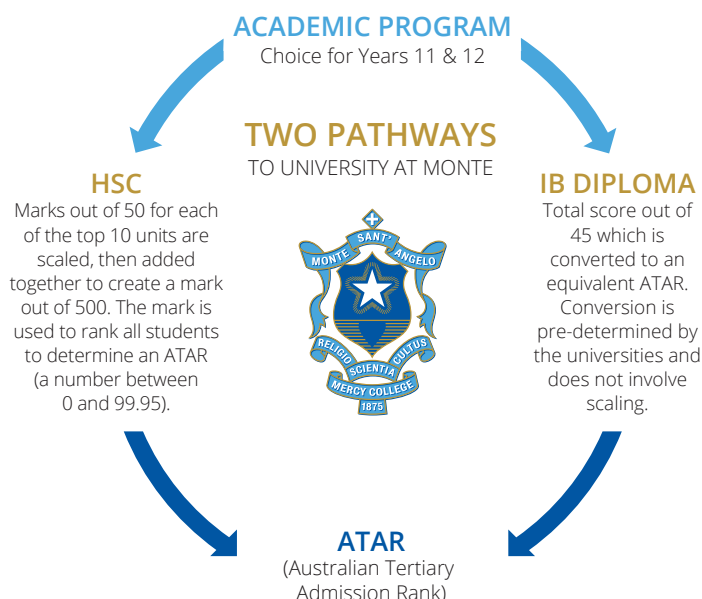 ACADEMIC PROGRAM
Choice for Years 11 & 12
TWO PATHWAYS
TO UNIVERSITY AT MONTE
HSC
Marks out of 50 for each
of the top 10 units are
scaled, then added
together to create a mark
out of 500. The mark is
used to rank all students
to determine an ATAR
(a number between
0 and 99.95).
MONTE SANT' ANGELO
RELIGIO SCIENTIA CULTUS
MERCY COLLEGE
1875
IB DIPLOMA
Total score out of
45 which is
converted to an
equivalent ATAR.
Conversion is
pre-determined by
the universities and
does not involve
scaling.
ATAR
(Australian Tertiary
Admission Rank)